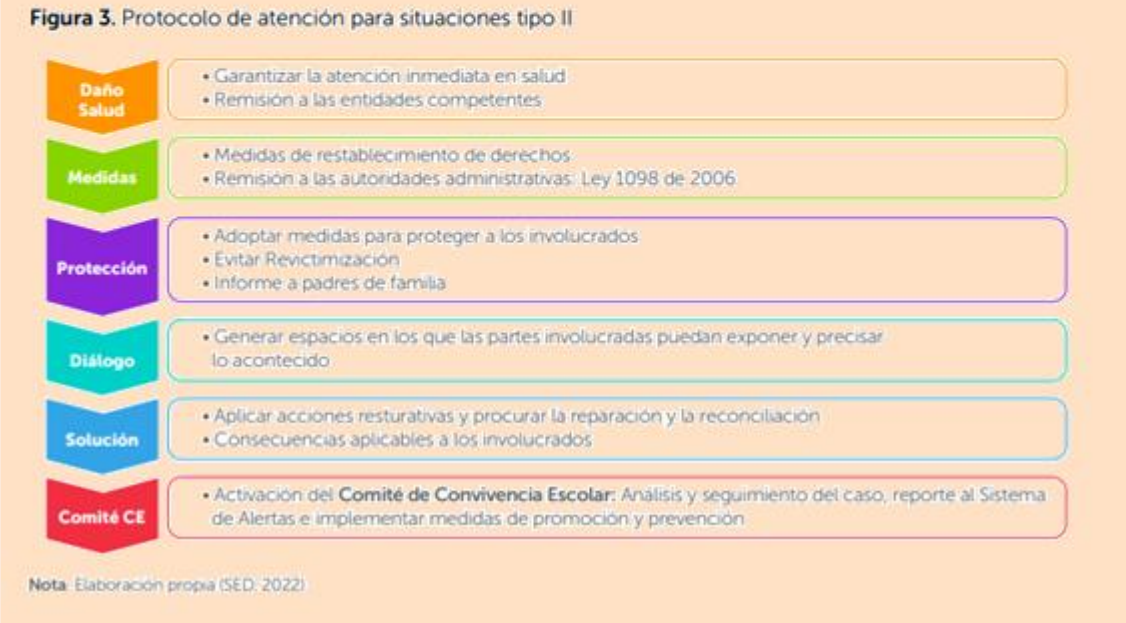 Figura 3. Protocolo de atención para situaciones tipo II
Daño
Salud
• Garantizar la atención inmediata en salud
• Remisión a las entidades competentes
Medidas
• Medidas de restablecimiento de derechos
• Remisión a las autoridades administrativas: Ley 1098 de 2006
Protección
• Adoptar medidas para proteger a los involucrados
• Evitar Revictimización
• Informe a padres de familia
Diálogo
• Generar espacios en los que las partes involucradas puedan exponer y precisar
lo acontecido
Solución
• Aplicar acciones resturativas y procurar la reparación y la reconciliación
• Consecuencias aplicables a los involucrados
Comité CE
• Activación del Comité de Convivencia Escolar: Análisis y seguimiento del caso, reporte al Sistema
de Alertas e implementar medidas de promoción y prevención
Nota: Elaboración propia (SED, 2022)